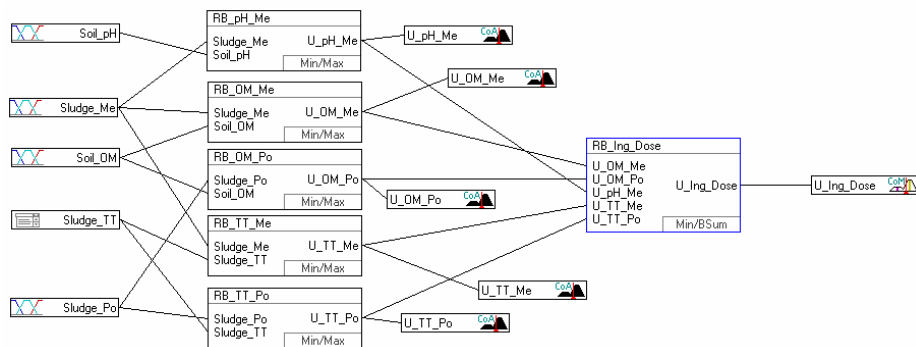 Soil_pH
Sludge_Me
Soil_OM
Sludge_TT
Sludge_Po
RB_pH_Me
Sludge_Me U_pH_Me
Soil_pH
Min/Max
RB_OM_Me
Sludge_Me U_OM_Me
Soil_OM
Min/Max
RB_OM_Po
Sludge_Po U_OM_Po
Soil_OM
Min/Max
RB_TT_Me
Sludge_Me U_TT_Me
Sludge_TT
Min/Max
RB_TT_Po
Sludge_Po U_TT_Po
Sludge_TT
Min/Max
U_pH_Me CoA
U_OM_Me CoA
U_OM_Po CoA
U_TT_Me CoA
U_TT_Po CoA
RB_Ing_Dose
U_OM_Me
U_OM_Po
U_pH_Me U_Ing_Dose
U_TT_Me
U_TT_Po
Min/BSum
U_Ing_Dose CoM